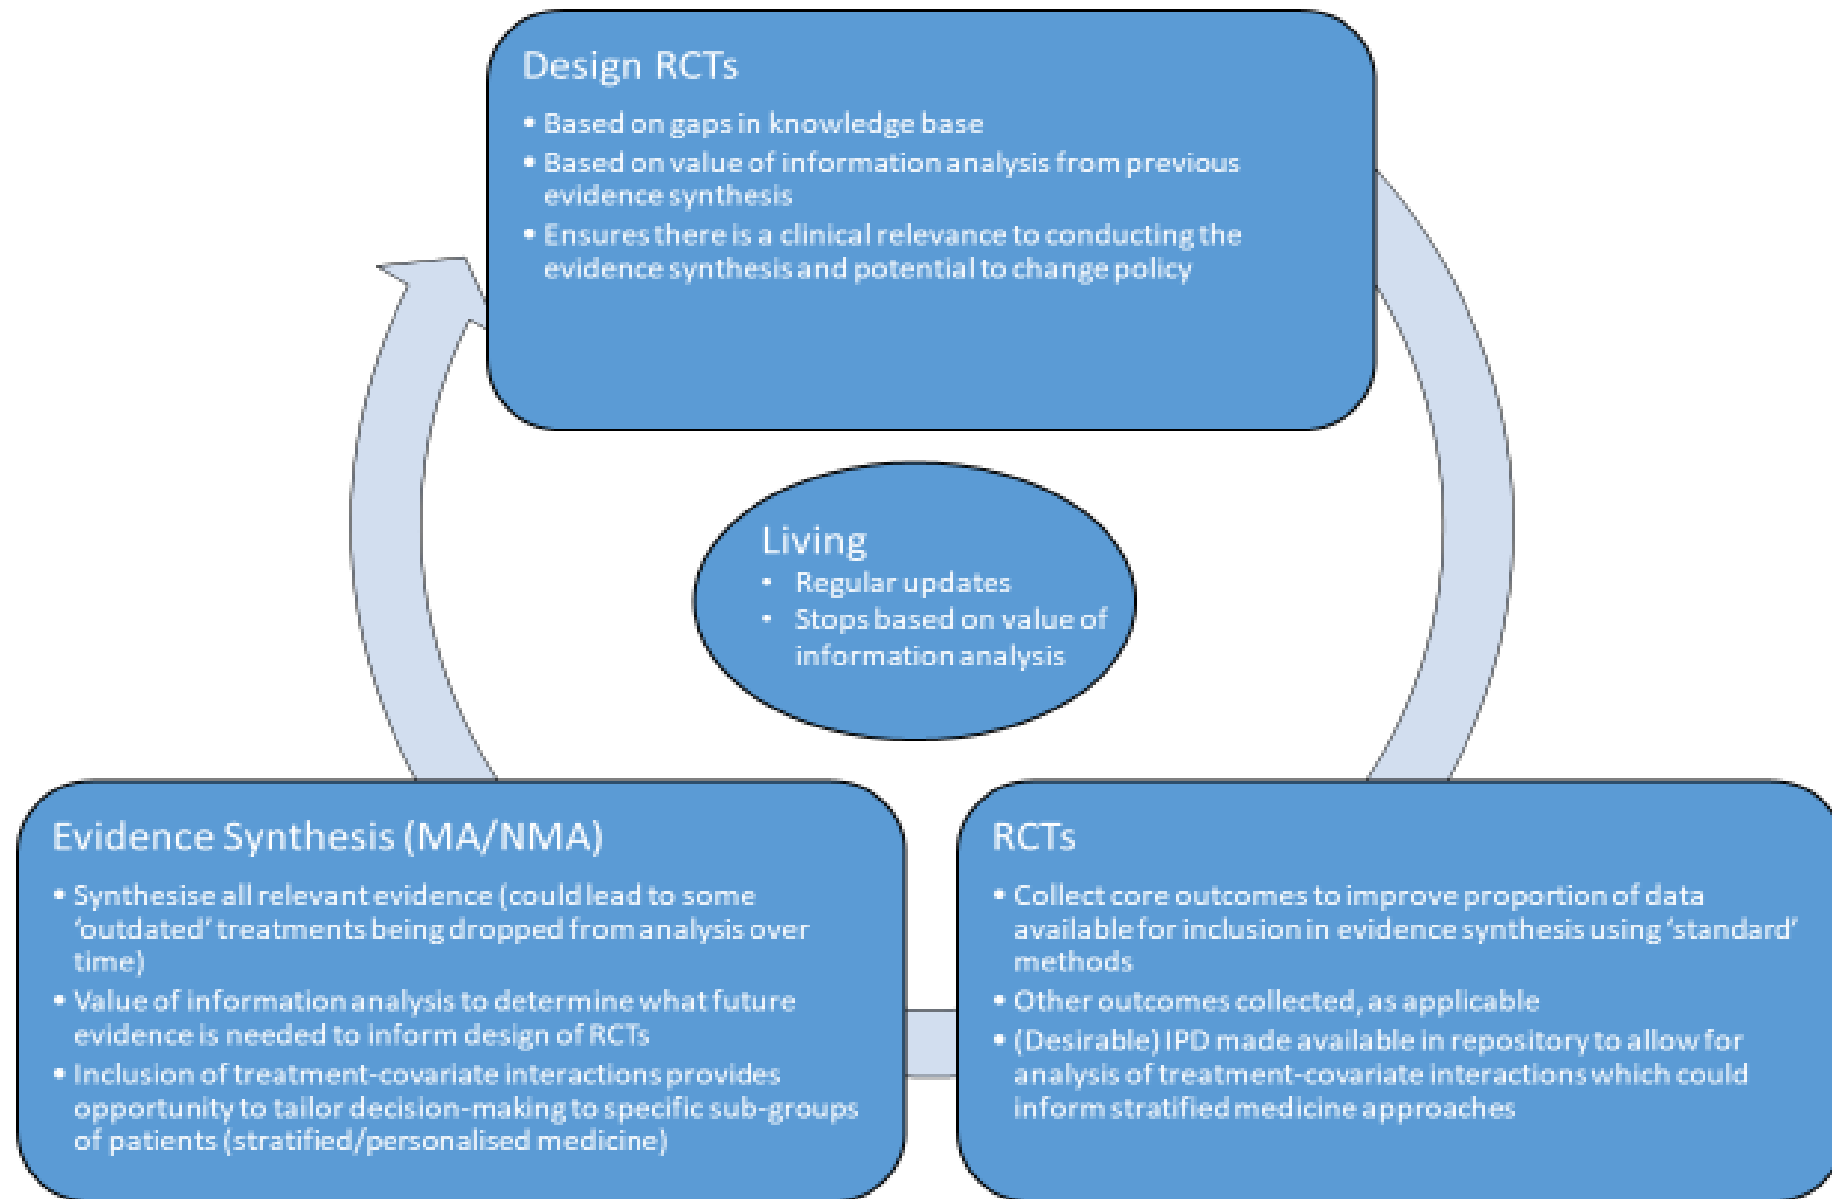 Design RCTs
• Based on gaps in knowledge base
• Based on value of information analysis from previous
evidence synthesis
• Ensures there is a clinical relevance to conducting the
evidence synthesis and potential to change policy
Living
• Regular updates
• Stops based on value of
information analysis
Evidence Synthesis (MA/NMA)
• Synthesise all relevant evidence (could lead to some
‘outdated’ treatments being dropped from analysis over
time)
• Value of information analysis to determine what future
evidence is needed to inform design of RCTs
• Inclusion of treatment-covariate interactions provides
opportunity to tailor decision-making to specific sub-groups
of patients (stratified/personalised medicine)
RCTs
• Collect core outcomes to improve proportion of data
available for inclusion in evidence synthesis using ‘standard’
methods
• Other outcomes collected, as applicable
• (Desirable) IPD made available in repository to allow for
analysis of treatment-covariate interactions which could
inform stratified medicine approaches